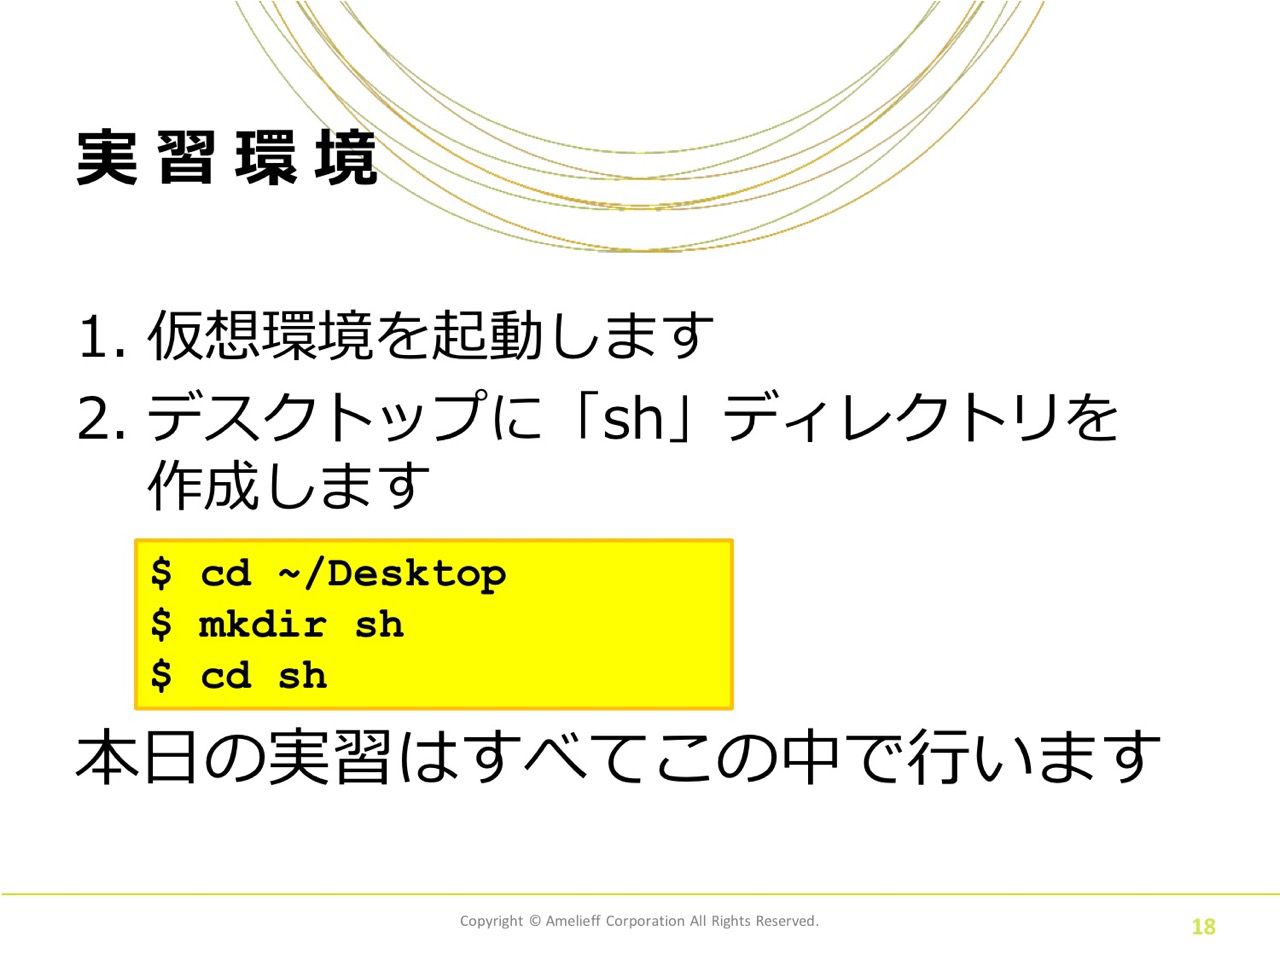 実習環境
1. 仮想環境を起動します
2. デスクトップに「sh」ディレクトリを
作成します
$ cd ~/Desktop
$ mkdir sh
$ cd sh
本日の実習はすべてこの中で行います
Copyright © Amelieff Corporation All Rights Reserved.
18